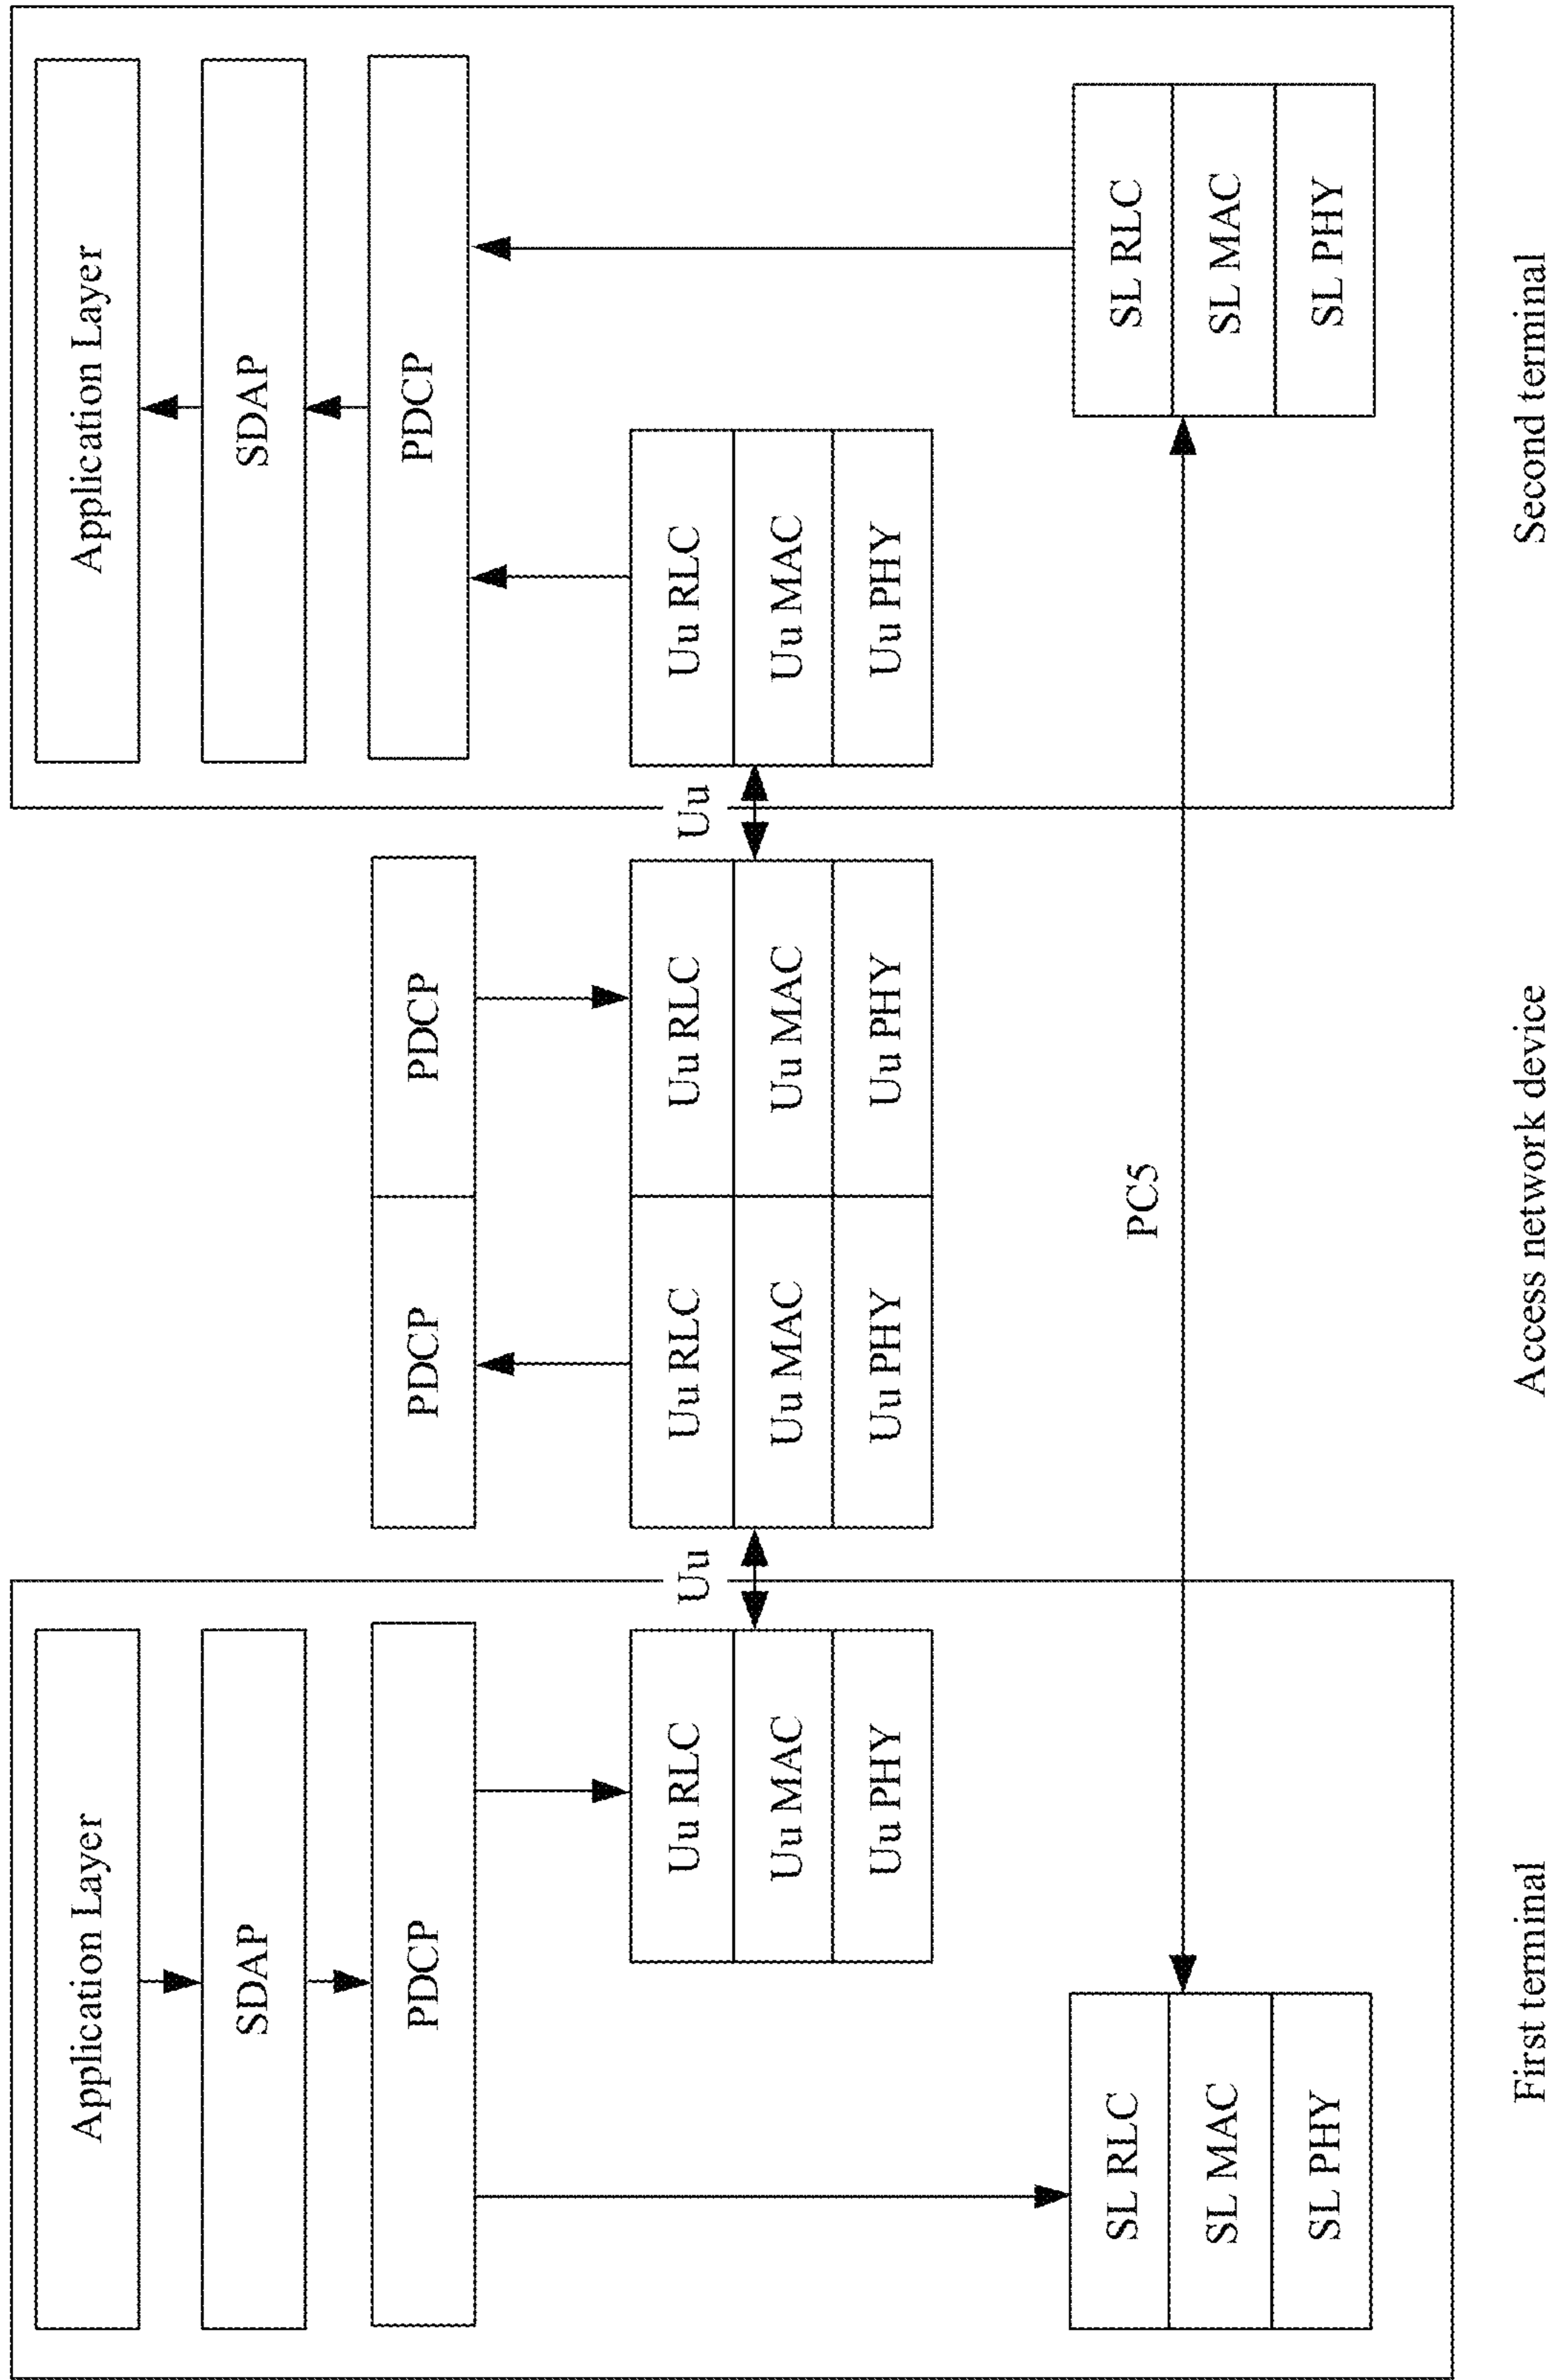 Application Layer
SDAP
PDCP
Uu RLC
Uu MAC
Uu PHY
SL RLC
SL MAC
SL PHY
First terminal
Uu
PDCP
PDCP
Uu RLC
Uu RLC
Uu MAC
Uu MAC
Uu PHY
Uu PHY
PC5
Access network device
Uu
Application Layer
SDAP
PDCP
Uu RLC
Uu MAC
Uu PHY
SL RLC
SL MAC
SL PHY
Second terminal